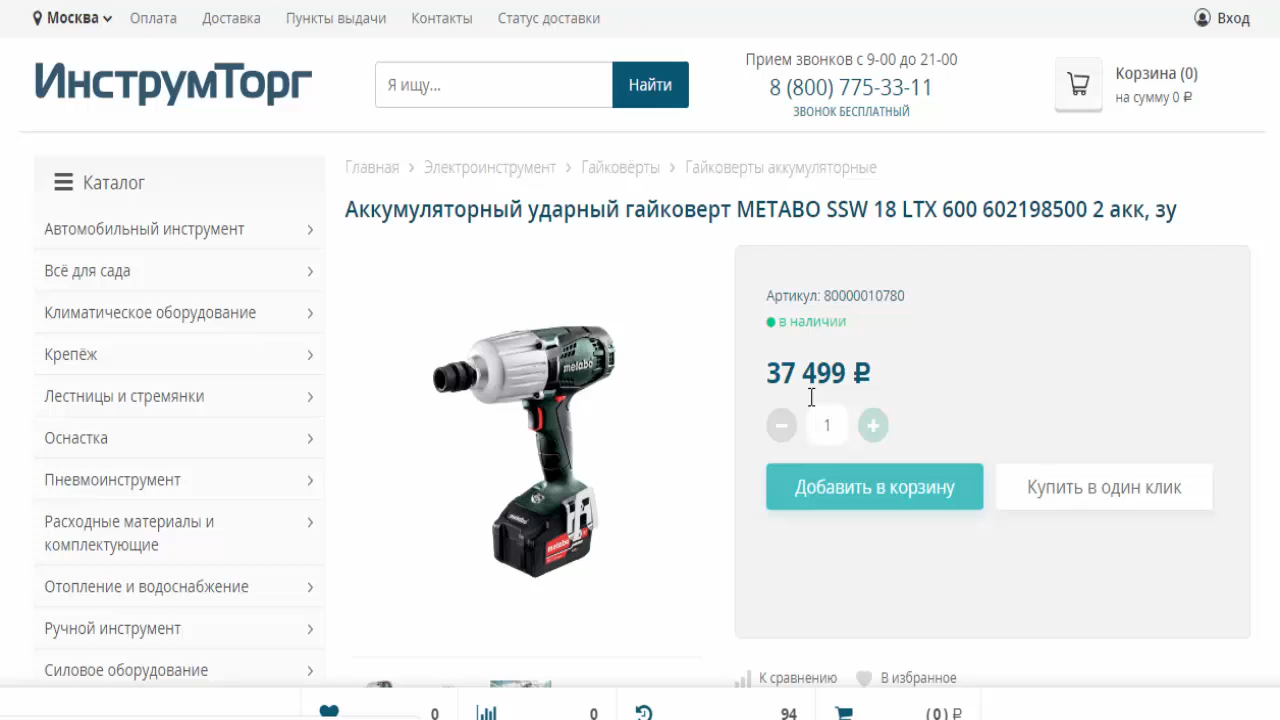 Москва Оплата Доставка Пункты выдачи Контакты Статус доставки Вход
ИнструмТорг
Я ищу...
Найти
Прием звонков с 9-00 до 21-00
8 (800) 775-33-11
ЗВОНОК БЕСПЛАТНЫЙ
Корзина (0)
на сумму 0 ₽
Каталог
Автомобильный инструмент
Всё для сада
Климатическое оборудование
Крепёж
Лестницы и стремянки
Оснастка
Пневмоинструмент
Расходные материалы и
комплектующие
Отопление и водоснабжение
Ручной инструмент
Силовое оборудование
Главная > Электроинструмент > Гайковёрты > Гайковерты аккумуляторные
Аккумуляторный ударный гайковерт METABO SSW 18 LTX 600 602198500 2 акк, зу
metabo
metabo
metabo
Артикул: 80000010780
в наличии
37 499 ₽
− 1 +
Добавить в корзину
Купить в один клик
К сравнению В избранное
0 0 94 (0) ₽